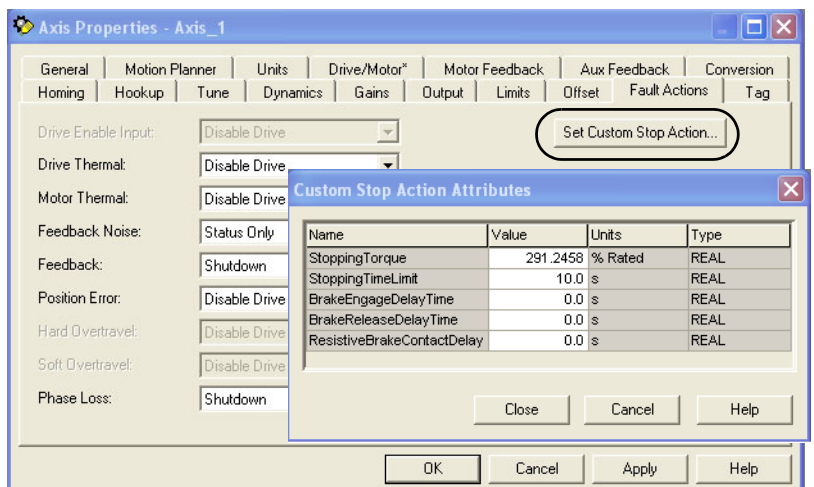 Axis Properties - Axis_1
General Motion Planner Units Drive/Motor* Motor Feedback Aux Feedback Conversion
Homing Hookup Tune Dynamics Gains Output Limits Offset Fault Actions Tag
Drive Enable Input: Disable Drive Set Custom Stop Action...
Drive Thermal: Disable Drive
Motor Thermal: Disable Drive
Feedback Noise: Status Only
Feedback: Shutdown
Position Error: Disable Drive
Hard Overtravel: Disable Drive
Soft Overtravel: Disable Drive
Phase Loss: Shutdown
Custom Stop Action Attributes
Name Value Units Type
StoppingTorque 291.2458 % Rated REAL
StoppingTimeLimit 10.0 s REAL
BrakeEngageDelayTime 0.0 s REAL
BrakeReleaseDelayTime 0.0 s REAL
ResistiveBrakeContactDelay 0.0 s REAL
Close Cancel Help
OK Cancel Apply Help